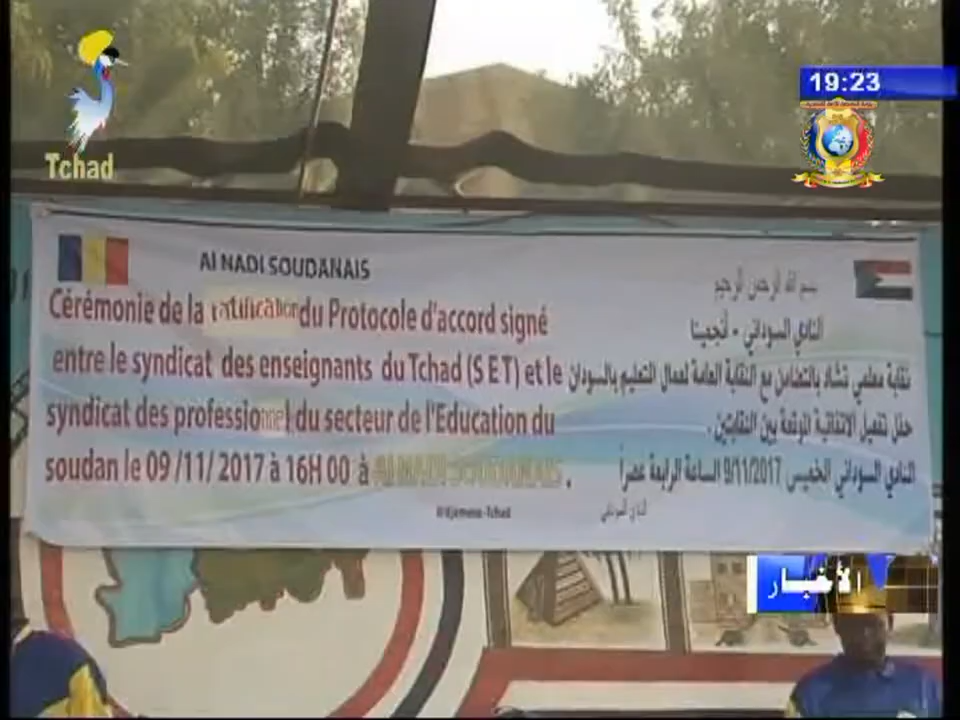 Tchad
19:23
Al NADI SOUDANAIS
Cérémonie de la ratification du Protocole d'accord signé
entre le syndicat des enseignants du Tchad (S E T) et le
syndicat des professionnel du secteur de l'Education du
soudan le 09 /11/ 2017 à 16H 00 à Al NADI SOUDANAIS .
N'djamena-Tchad
بسم الله الرحمن الرحيم
النادي السوداني - أنجمينا
نقابة معلمي تشاد بالتضامن مع النقابة العامة لعمال التعليم بالسودان
حفل تفعيل الاتفاقية الموقعة بين النقابتين .
النادي السوداني الخميس 9/11/2017 الساعة الرابعة عصراً
النادي السوداني
الأخبار